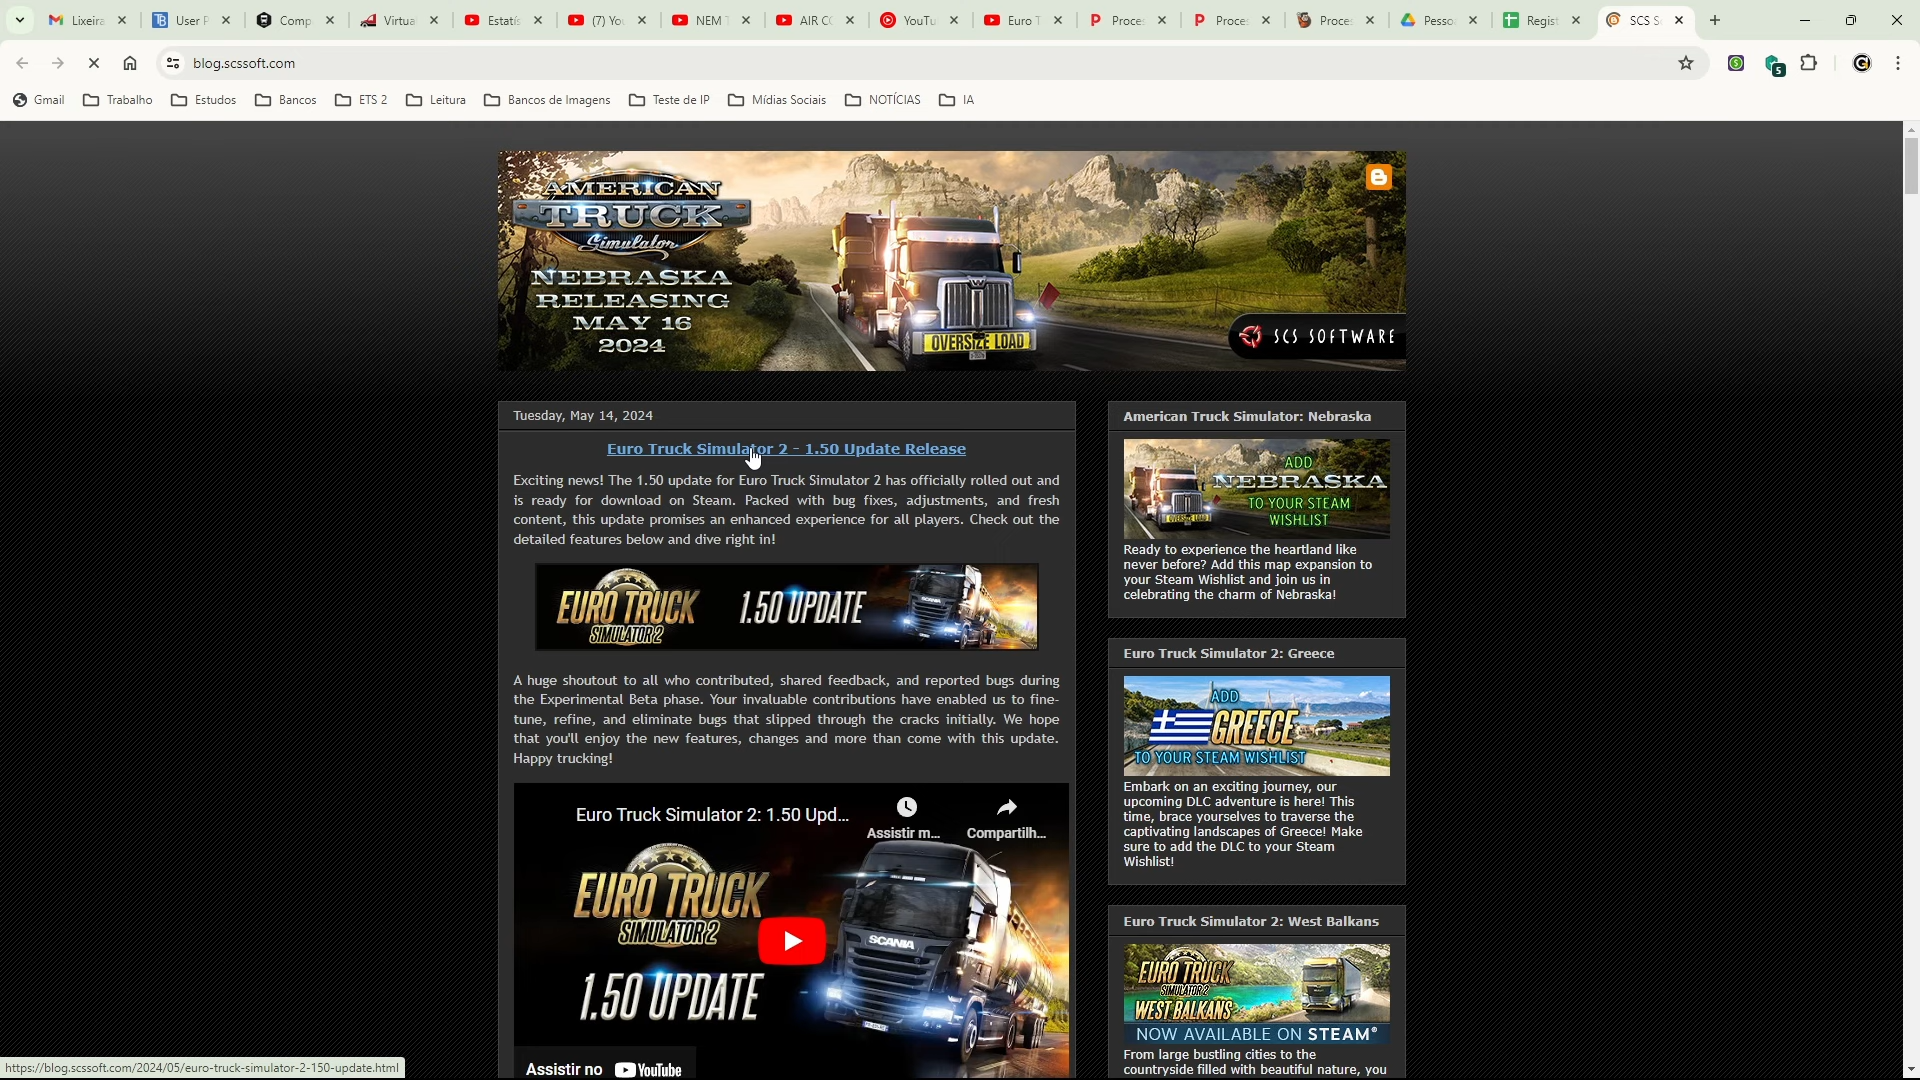 Lixeira
User P
Comp
Virtua
Estatís
(7) You
NEM T
AIR C
YouTu
Euro T
Proce
Proce
Proce
Pesso
Regist
SCS S
blog.scssoft.com
5
Gmail
Trabalho
Estudos
Bancos
ETS 2
Leitura
Bancos de Imagens
Teste de IP
Mídias Sociais
NOTÍCIAS
IA
AMERICAN
TRUCK
Simulator
NEBRASKA
RELEASING
MAY 16
2024
OVERSIZE LOAD
SCS SOFTWARE
Tuesday, May 14, 2024
Euro Truck Simulator 2 - 1.50 Update Release
Exciting news! The 1.50 update for Euro Truck Simulator 2 has officially rolled out and
is ready for download on Steam. Packed with bug fixes, adjustments, and fresh
content, this update promises an enhanced experience for all players. Check out the
detailed features below and dive right in!
EURO TRUCK
SIMULATOR 2
1.50 UPDATE
A huge shoutout to all who contributed, shared feedback, and reported bugs during
the Experimental Beta phase. Your invaluable contributions have enabled us to fine-
tune, refine, and eliminate bugs that slipped through the cracks initially. We hope
that you'll enjoy the new features, changes and more than come with this update.
Happy trucking!
Euro Truck Simulator 2: 1.50 Upd...
Assistir m...
Compartilh...
EURO TRUCK
SIMULATOR 2
1.50 UPDATE
SCANIA
Assistir no YouTube
American Truck Simulator: Nebraska
ADD
NEBRASKA
TO YOUR STEAM
WISHLIST
OVERSIZE LOAD
Ready to experience the heartland like
never before? Add this map expansion to
your Steam Wishlist and join us in
celebrating the charm of Nebraska!
Euro Truck Simulator 2: Greece
ADD
GREECE
TO YOUR STEAM WISHLIST
Embark on an exciting journey, our
upcoming DLC adventure is here! This
time, brace yourselves to traverse the
captivating landscapes of Greece! Make
sure to add the DLC to your Steam
Wishlist!
Euro Truck Simulator 2: West Balkans
EURO TRUCK
SIMULATOR 2
WEST BALKANS
NOW AVAILABLE ON STEAM®
From large bustling cities to the
countryside filled with beautiful nature, you
https://blog.scssoft.com/2024/05/euro-truck-simulator-2-150-update.html